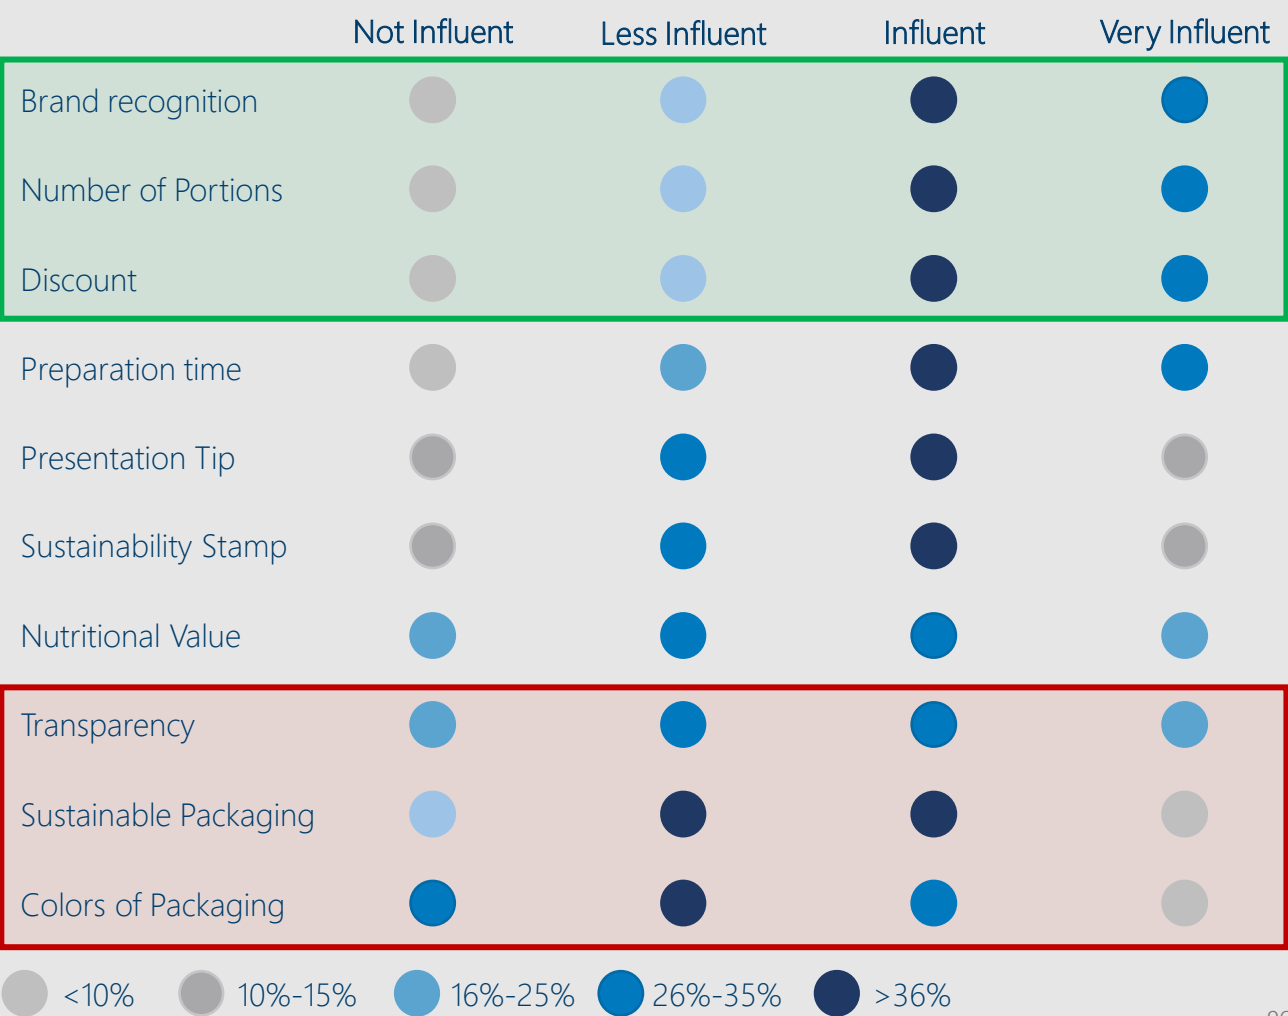 Not Influent Less Influent Influent Very Influent
Brand recognition
Number of Portions
Discount
Preparation time
Presentation Tip
Sustainability Stamp
Nutritional Value
Transparency
Sustainable Packaging
Colors of Packaging
<10% 10%-15% 16%-25% 26%-35% >36%